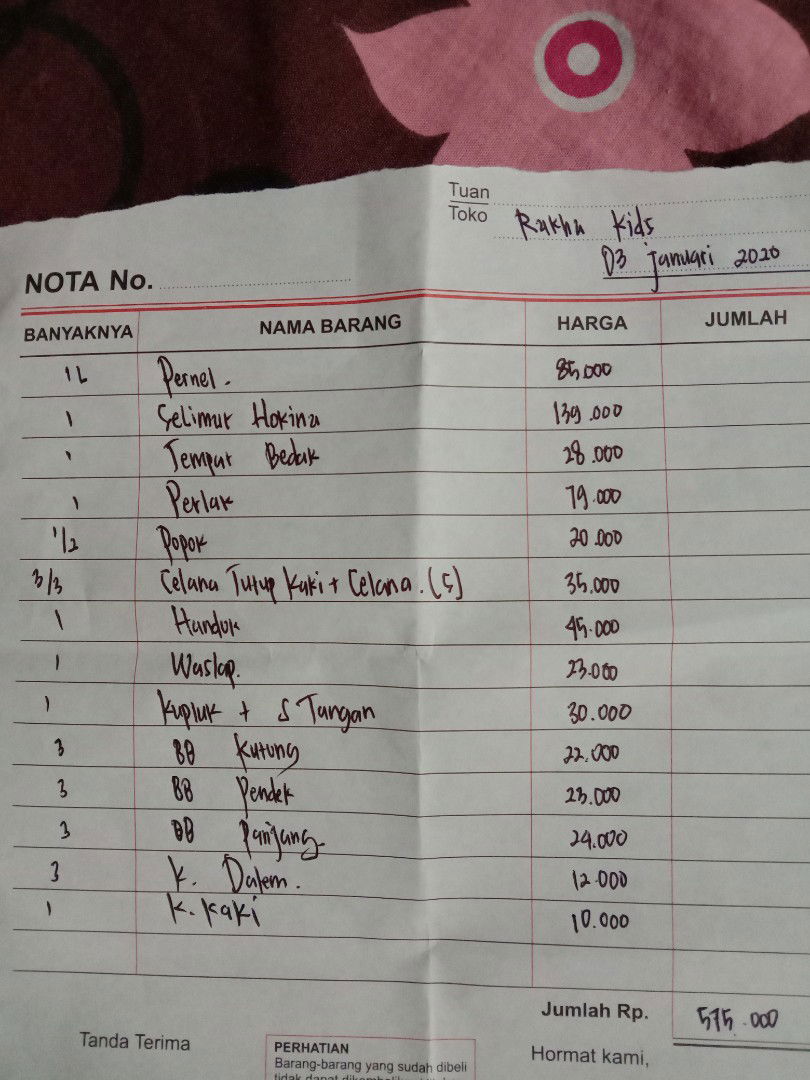 Tuan
Toko Rakha Kids
03 Januari 2020
NOTA No.
BANYAKNYA NAMA BARANG HARGA JUMLAH
1L Pernel. 85.000
1 Selimut Hokina 139.000
1 Tempat Bedak 28.000
1 Perlak 79.000
1/2 Popok 20.000
3/3 Celana Tutup Kaki + Celana. (S) 35.000
1 Handuk 45.000
1 Waslap. 23.000
1 Kupluk + S Tangan 30.000
3 BB Kutung 22.000
3 BB Pendek 23.000
3 BB Panjang 24.000
3 K. Dalem. 12.000
1 K. Kaki 10.000
Jumlah Rp. 575.000
Tanda Terima
PERHATIAN
Hormat kami,
Barang-barang yang sudah dibeli
tidak dapat